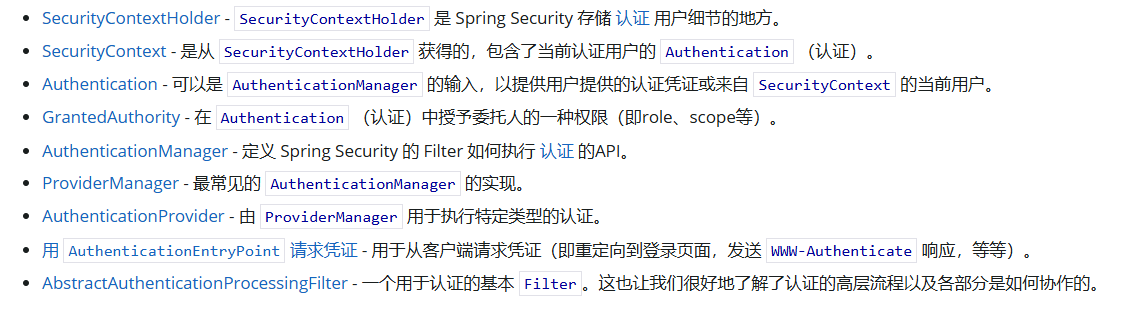 SecurityContextHolder - SecurityContextHolder 是 Spring Security 存储 认证 用户细节的地方。
SecurityContext - 是从 SecurityContextHolder 获得的，包含了当前认证用户的 Authentication （认证）。
Authentication - 可以是 AuthenticationManager 的输入，以提供用户提供的认证凭证或来自 SecurityContext 的当前用户。
GrantedAuthority - 在 Authentication （认证）中授予委托人的一种权限（即role、scope等）。
AuthenticationManager - 定义 Spring Security 的 Filter 如何执行 认证 的API。
ProviderManager - 最常见的 AuthenticationManager 的实现。
AuthenticationProvider - 由 ProviderManager 用于执行特定类型的认证。
用 AuthenticationEntryPoint 请求凭证 - 用于从客户端请求凭证（即重定向到登录页面，发送 WWW-Authenticate 响应，等等）。
AbstractAuthenticationProcessingFilter - 一个用于认证的基本 Filter。这也让我们很好地了解了认证的高层流程以及各部分是如何协作的。